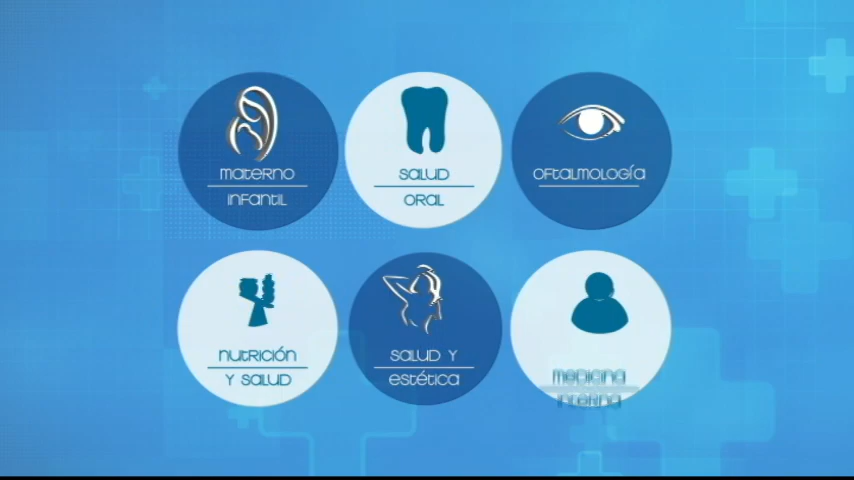 materno
infantil
salud
oral
oftalmología
nutrición
y salud
salud y
estética
medicina
interna